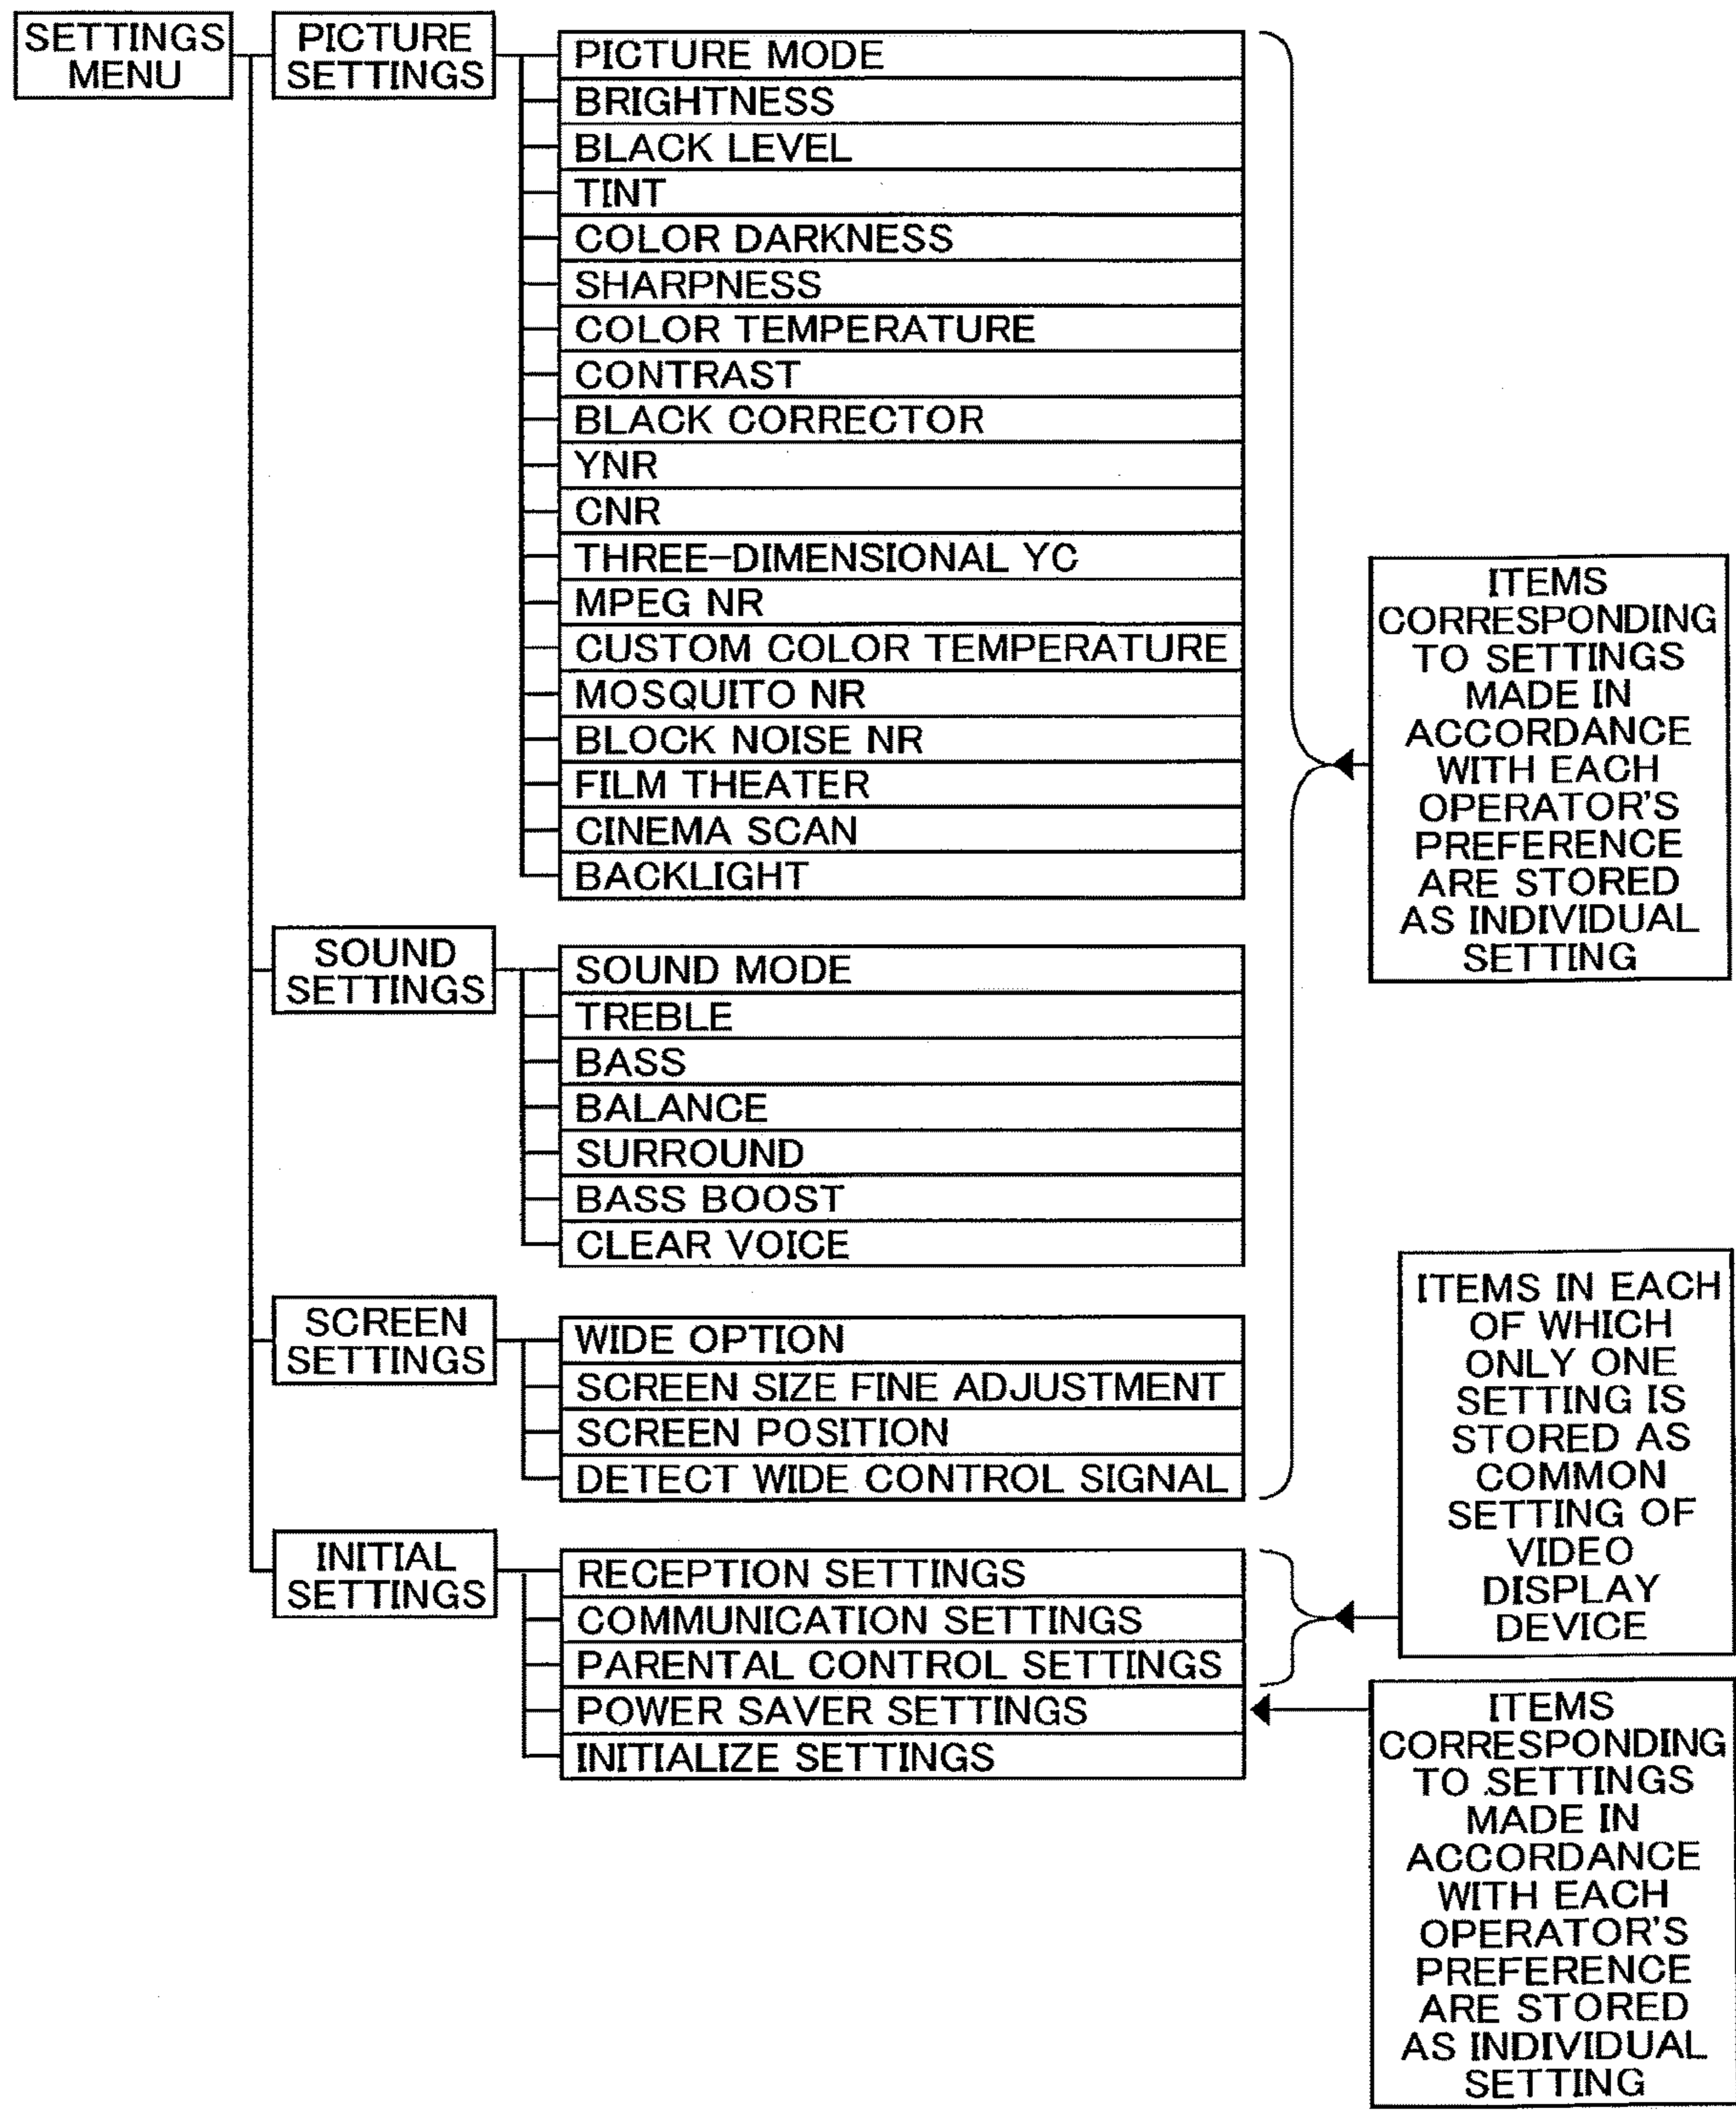 SETTINGS
MENU
PICTURE
SETTINGS
PICTURE MODE
BRIGHTNESS
BLACK LEVEL
TINT
COLOR DARKNESS
SHARPNESS
COLOR TEMPERATURE
CONTRAST
BLACK CORRECTOR
YNR
CNR
THREE-DIMENSIONAL YC
MPEG NR
CUSTOM COLOR TEMPERATURE
MOSQUITO NR
BLOCK NOISE NR
FILM THEATER
CINEMA SCAN
BACKLIGHT
SOUND
SETTINGS
SOUND MODE
TREBLE
BASS
BALANCE
SURROUND
BASS BOOST
CLEAR VOICE
SCREEN
SETTINGS
WIDE OPTION
SCREEN SIZE FINE ADJUSTMENT
SCREEN POSITION
DETECT WIDE CONTROL SIGNAL
ITEMS
CORRESPONDING
TO SETTINGS
MADE IN
ACCORDANCE
WITH EACH
OPERATOR'S
PREFERENCE
ARE STORED
AS INDIVIDUAL
SETTING
INITIAL
SETTINGS
RECEPTION SETTINGS
COMMUNICATION SETTINGS
PARENTAL CONTROL SETTINGS
POWER SAVER SETTINGS
INITIALIZE SETTINGS
ITEMS IN EACH
OF WHICH
ONLY ONE
SETTING IS
STORED AS
COMMON
SETTING OF
VIDEO
DISPLAY
DEVICE
ITEMS
CORRESPONDING
TO SETTINGS
MADE IN
ACCORDANCE
WITH EACH
OPERATOR'S
PREFERENCE
ARE STORED
AS INDIVIDUAL
SETTING